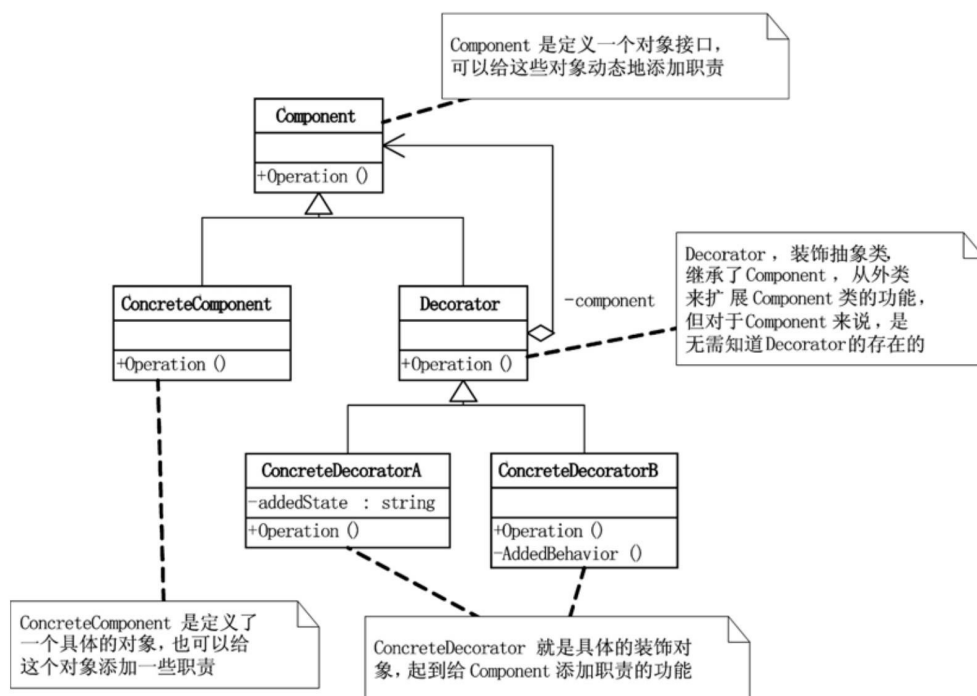 Component 是定义一个对象接口，
可以给这些对象动态地添加职责
Component
+Operation ()
Decorator ，装饰抽象类，
继承了Component ，从外类
来扩 展 Component 类的功能，
但对于Component 来说，是
无需知道Decorator的存在的
ConcreteComponent
+Operation ()
Decorator
+Operation ()
-component
ConcreteDecoratorA
-addedState : string
+Operation ()
ConcreteDecoratorB
+Operation ()
-AddedBehavior ()
ConcreteComponent 是定义了
一个具体的对象，也可以给
这个对象添加一些职责
ConcreteDecorator 就是具体的装饰对
象，起到给 Component 添加职责的功能